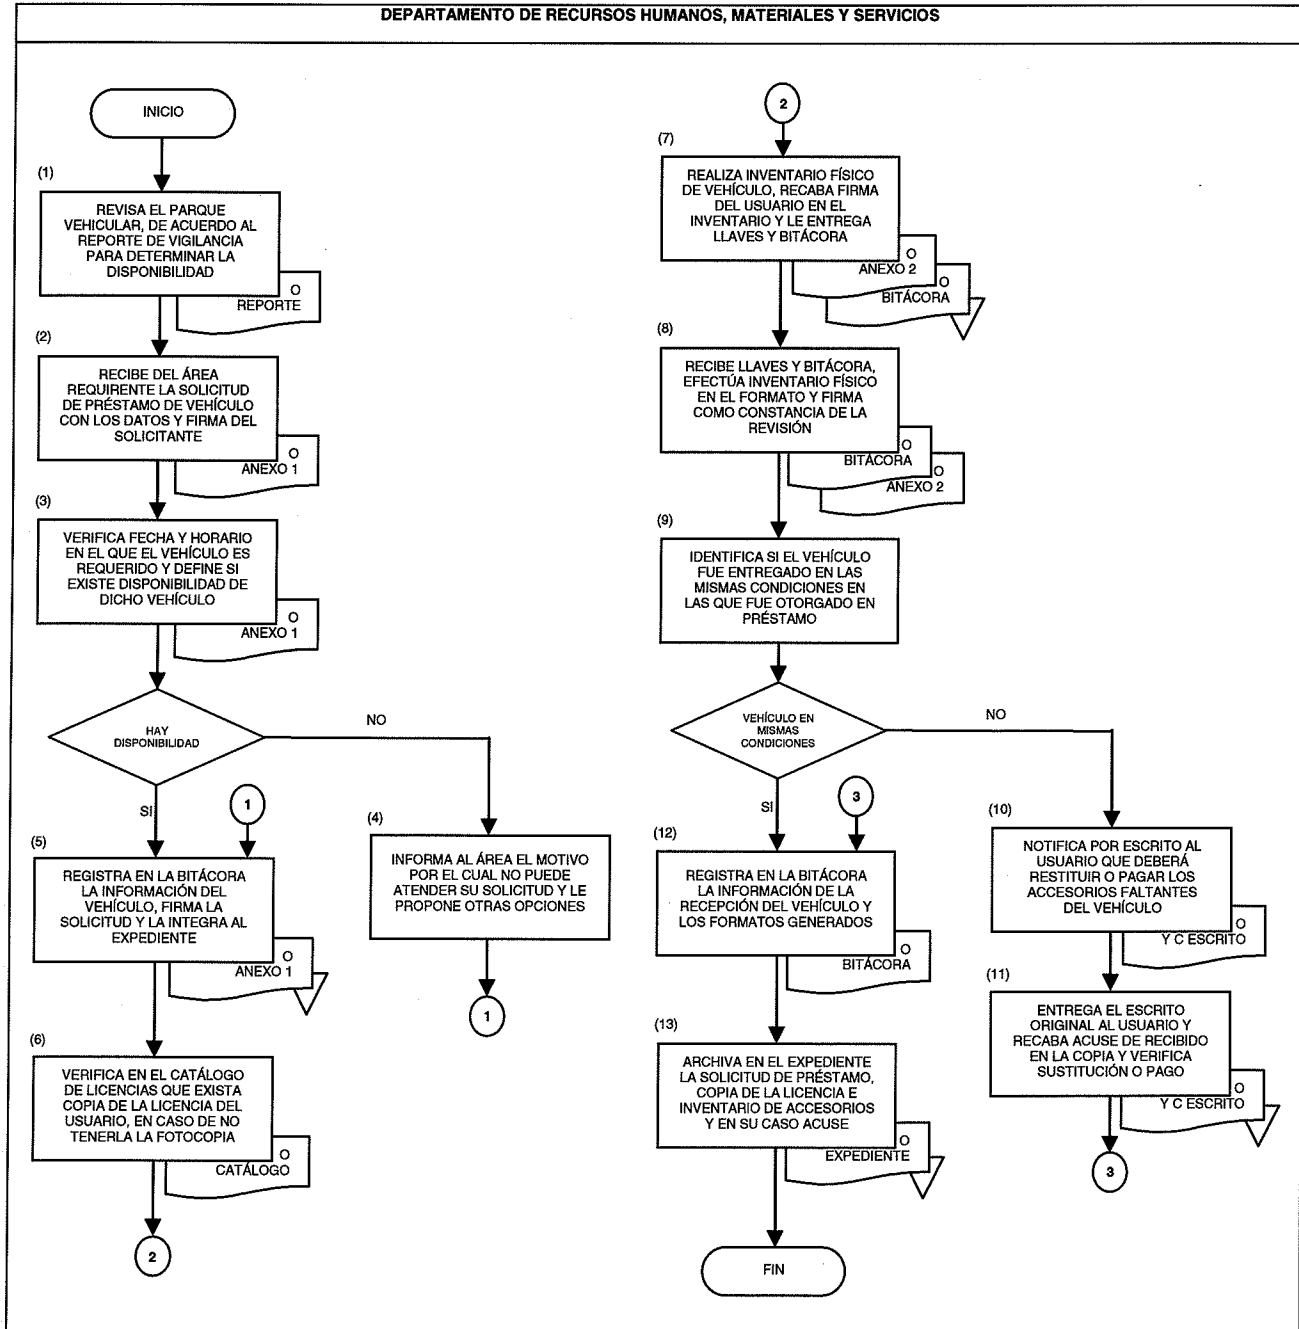 DEPARTAMENTO DE RECURSOS HUMANOS, MATERIALES Y SERVICIOS
INICIO
(1)
REVISA EL PARQUE
VEHICULAR, DE ACUERDO AL
REPORTE DE VIGILANCIA
PARA DETERMINAR LA
DISPONIBILIDAD
O
REPORTE
(2)
RECIBE DEL ÁREA
REQUIRENTE LA SOLICITUD
DE PRÉSTAMO DE VEHÍCULO
CON LOS DATOS Y FIRMA DEL
SOLICITANTE
O
ANEXO 1
(3)
VERIFICA FECHA Y HORARIO
EN EL QUE EL VEHÍCULO ES
REQUERIDO Y DEFINE SI
EXISTE DISPONIBILIDAD DE
DICHO VEHÍCULO
O
ANEXO 1
HAY
DISPONIBILIDAD
NO
SI
1
(4)
INFORMA AL ÁREA EL MOTIVO
POR EL CUAL NO PUEDE
ATENDER SU SOLICITUD Y LE
PROPONE OTRAS OPCIONES
1
(5)
REGISTRA EN LA BITÁCORA
LA INFORMACIÓN DEL
VEHÍCULO, FIRMA LA
SOLICITUD Y LA INTEGRA AL
EXPEDIENTE
O
ANEXO 1
(6)
VERIFICA EN EL CATÁLOGO
DE LICENCIAS QUE EXISTA
COPIA DE LA LICENCIA DEL
USUARIO, EN CASO DE NO
TENERLA LA FOTOCOPIA
O
CATÁLOGO
2
2
(7)
REALIZA INVENTARIO FÍSICO
DE VEHÍCULO, RECABA FIRMA
DEL USUARIO EN EL
INVENTARIO Y LE ENTREGA
LLAVES Y BITÁCORA
O
ANEXO 2
O
BITÁCORA
(8)
RECIBE LLAVES Y BITÁCORA,
EFECTÚA INVENTARIO FÍSICO
EN EL FORMATO Y FIRMA
COMO CONSTANCIA DE LA
REVISIÓN
O
BITÁCORA
O
ANEXO 2
(9)
IDENTIFICA SI EL VEHÍCULO
FUE ENTREGADO EN LAS
MISMAS CONDICIONES EN
LAS QUE FUE OTORGADO EN
PRÉSTAMO
VEHÍCULO EN
MISMAS
CONDICIONES
NO
SI
3
(10)
NOTIFICA POR ESCRITO AL
USUARIO QUE DEBERÁ
RESTITUIR O PAGAR LOS
ACCESORIOS FALTANTES
DEL VEHÍCULO
O
Y C ESCRITO
(11)
ENTREGA EL ESCRITO
ORIGINAL AL USUARIO Y
RECABA ACUSE DE RECIBIDO
EN LA COPIA Y VERIFICA
SUSTITUCIÓN O PAGO
O
Y C ESCRITO
3
(12)
REGISTRA EN LA BITÁCORA
LA INFORMACIÓN DE LA
RECEPCIÓN DEL VEHÍCULO Y
LOS FORMATOS GENERADOS
O
BITÁCORA
(13)
ARCHIVA EN EL EXPEDIENTE
LA SOLICITUD DE PRÉSTAMO,
COPIA DE LA LICENCIA E
INVENTARIO DE ACCESORIOS
Y EN SU CASO ACUSE
O
EXPEDIENTE
FIN